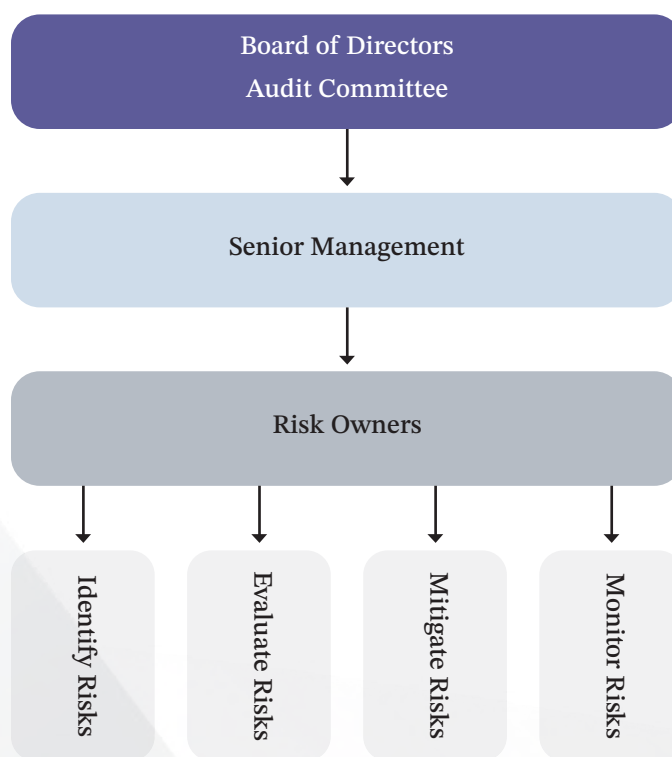 Board of Directors
Audit Committee
Senior Management
Risk Owners
Identify Risks
Evaluate Risks
Mitigate Risks
Monitor Risks